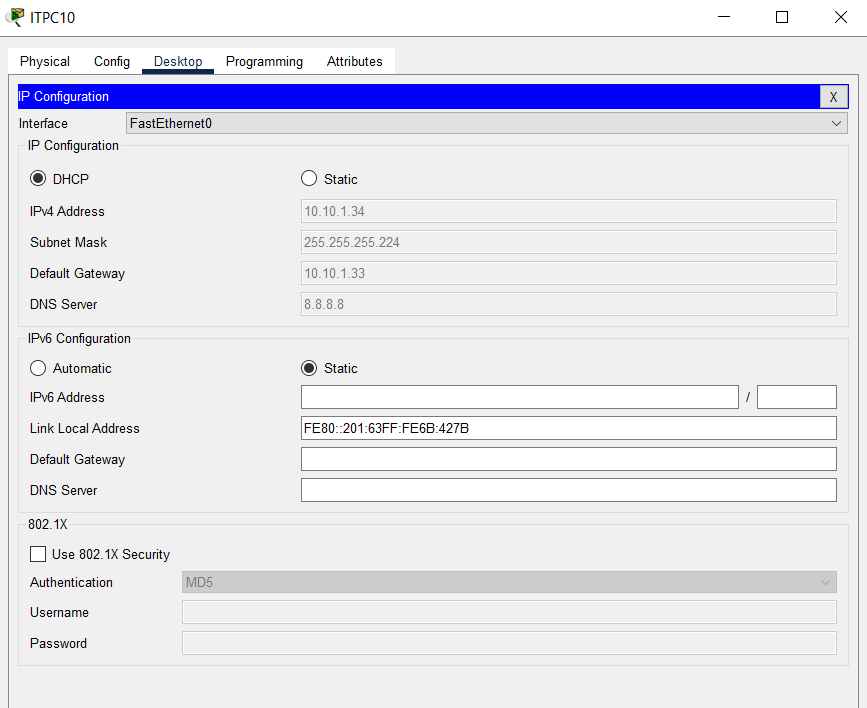 ITPC10
Physical Config Desktop Programming Attributes
IP Configuration X
Interface FastEthernet0
IP Configuration
DHCP Static
IPv4 Address 10.10.1.34
Subnet Mask 255.255.255.224
Default Gateway 10.10.1.33
DNS Server 8.8.8.8
IPv6 Configuration
Automatic Static
IPv6 Address /
Link Local Address FE80::201:63FF:FE6B:427B
Default Gateway
DNS Server
802.1X
Use 802.1X Security
Authentication MD5
Username
Password